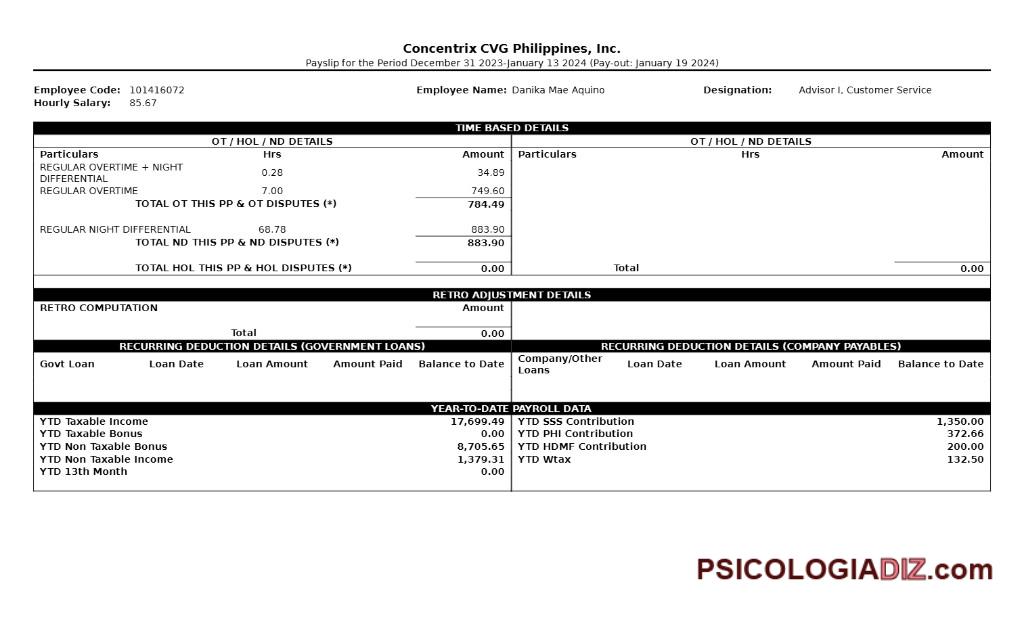 Concentrix CVG Philippines, Inc.
Payslip for the Period December 31 2023-January 13 2024 (Pay-out: January 19 2024)
Employee Code: 101416072 Employee Name: Danika Mae Aquino Designation: Advisor I, Customer Service
Hourly Salary: 85.67
TIME BASED DETAILS
OT / HOL / ND DETAILS OT / HOL / ND DETAILS
Particulars Hrs Amount Particulars Hrs Amount
REGULAR OVERTIME + NIGHT
DIFFERENTIAL 0.28 34.89
REGULAR OVERTIME 7.00 749.60
TOTAL OT THIS PP & OT DISPUTES (*) 784.49
REGULAR NIGHT DIFFERENTIAL 68.78 883.90
TOTAL ND THIS PP & ND DISPUTES (*) 883.90
TOTAL HOL THIS PP & HOL DISPUTES (*) 0.00 Total 0.00
RETRO ADJUSTMENT DETAILS
RETRO COMPUTATION Amount
Total 0.00
RECURRING DEDUCTION DETAILS (GOVERNMENT LOANS) RECURRING DEDUCTION DETAILS (COMPANY PAYABLES)
Govt Loan Loan Date Loan Amount Amount Paid Balance to Date Company/Other Loans Loan Date Loan Amount Amount Paid Balance to Date
YEAR-TO-DATE PAYROLL DATA
YTD Taxable Income 17,699.49 YTD SSS Contribution 1,350.00
YTD Taxable Bonus 0.00 YTD PHI Contribution 372.66
YTD Non Taxable Bonus 8,705.65 YTD HDMF Contribution 200.00
YTD Non Taxable Income 1,379.31 YTD Wtax 132.50
YTD 13th Month 0.00
PSICOLOGIADIZ.com